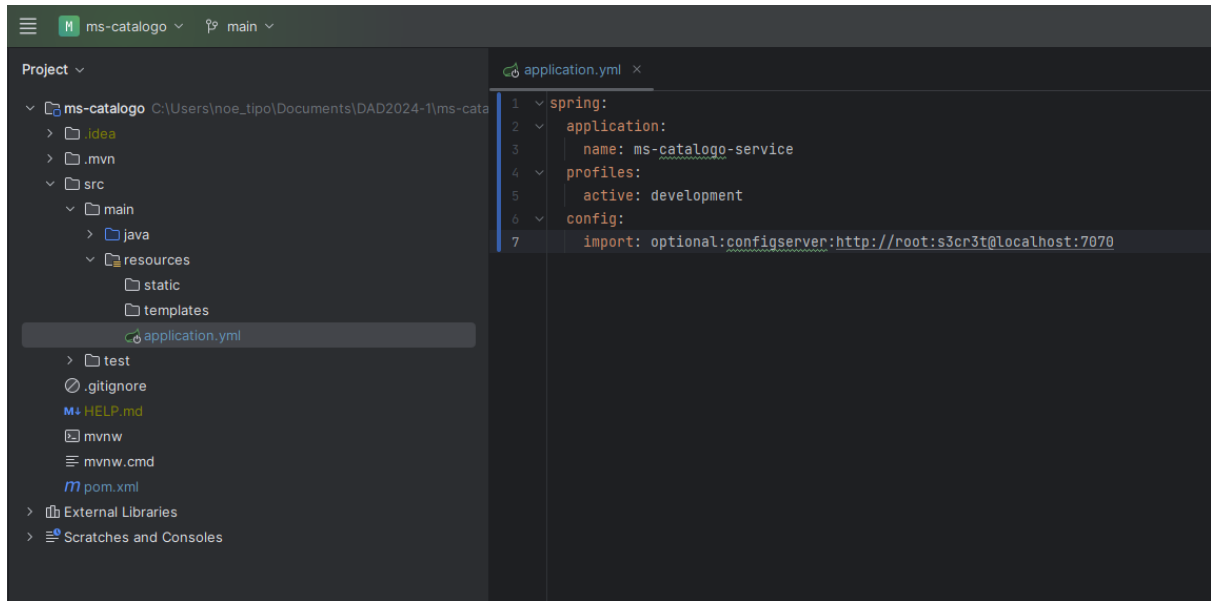 M ms-catalogo main
Project
ms-catalogo C:\Users\noe_tipo\Documents\DAD2024-1\ms-cata
.idea
.mvn
src
main
java
resources
static
templates
application.yml
test
.gitignore
M↓ HELP.md
mvnw
mvnw.cmd
m pom.xml
External Libraries
Scratches and Consoles
application.yml ×
1 spring:
2 application:
3 name: ms-catalogo-service
4 profiles:
5 active: development
6 config:
7 import: optional:configserver:http://root:s3cr3t@localhost:7070